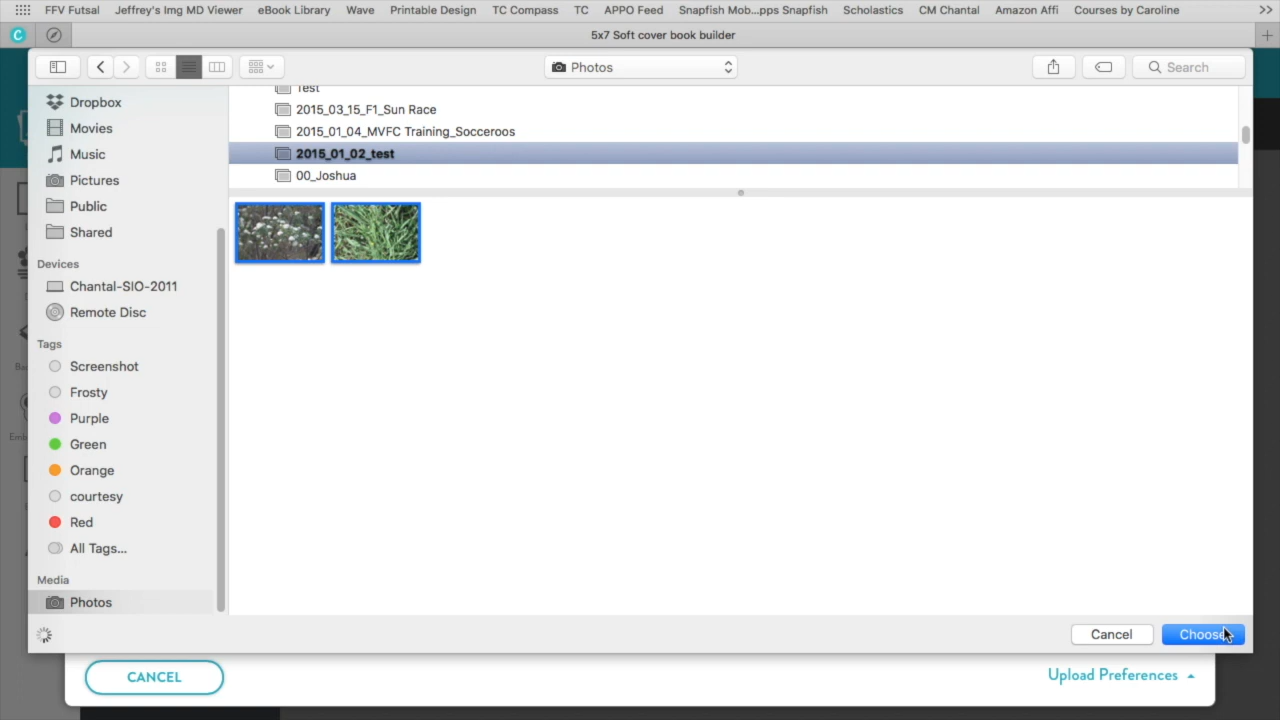 FFV Futsal Jeffrey's Img MD Viewer eBook Library Wave Printable Design TC Compass TC APPO Feed Snapfish Mob...pps Snapfish Scholastics CM Chantal Amazon Affi Courses by Caroline >>
C 5x7 Soft cover book builder +
Photos Search
Dropbox
Movies
Music
Pictures
Public
Shared
Devices
Chantal-SIO-2011
Remote Disc
Tags
Screenshot
Frosty
Purple
Green
Orange
courtesy
Red
All Tags...
Media
Photos
Test
2015_03_15_F1_Sun Race
2015_01_04_MVFC Training_Socceroos
2015_01_02_test
00_Joshua
Cancel Choose
CANCEL Upload Preferences